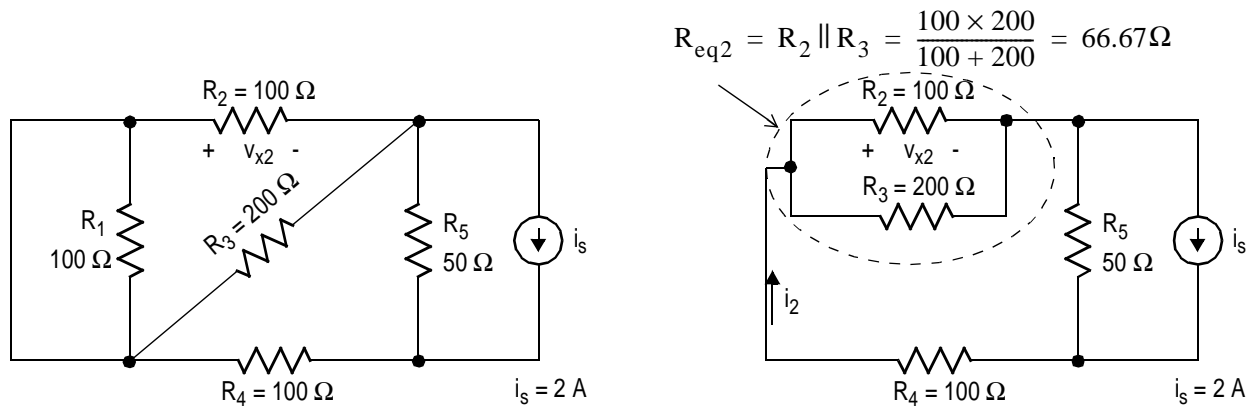 R_eq2 = R_2 || R_3 = (100 × 200)/(100 + 200) = 66.67Ω
R_2 = 100 Ω
+ v_x2 -
R_1
100 Ω
R_3 = 200 Ω
R_5
50 Ω
i_s
R_4 = 100 Ω
i_s = 2 A
R_2 = 100 Ω
+ v_x2 -
R_3 = 200 Ω
R_5
50 Ω
i_s
i_2
R_4 = 100 Ω
i_s = 2 A